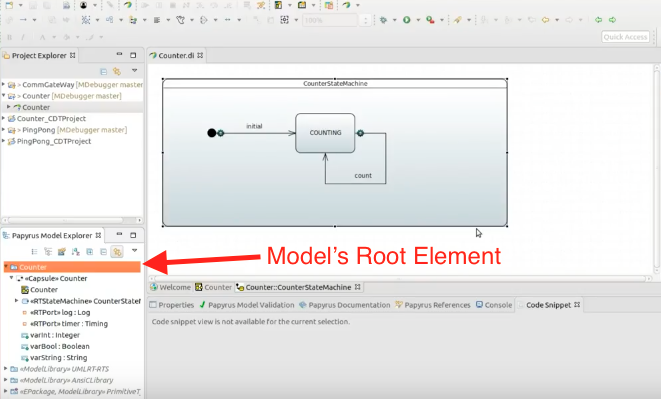 100%
Quick Access
Project Explorer
> CommGateWay [MDebugger master
> Counter [MDebugger master]
Counter
Counter_CDTProject
> PingPong [MDebugger master]
PingPong_CDTProject
Counter.di
CounterStateMachine
initial
COUNTING
count
Papyrus Model Explorer
Counter
«Capsule» Counter
Counter
«RTStateMachine» CounterStateM
«RTPort» log : Log
«RTPort» timer : Timing
varInt : Integer
varBool : Boolean
varString : String
«ModelLibrary» UMLRT-RTS
«ModelLibrary» AnsiCLibrary
«EPackage, ModelLibrary» PrimitiveT
Model's Root Element
Welcome Counter Counter::CounterStateMachine
Properties Papyrus Model Validation Papyrus Documentation Papyrus References Console Code Snippet
Code snippet view is not available for the current selection.